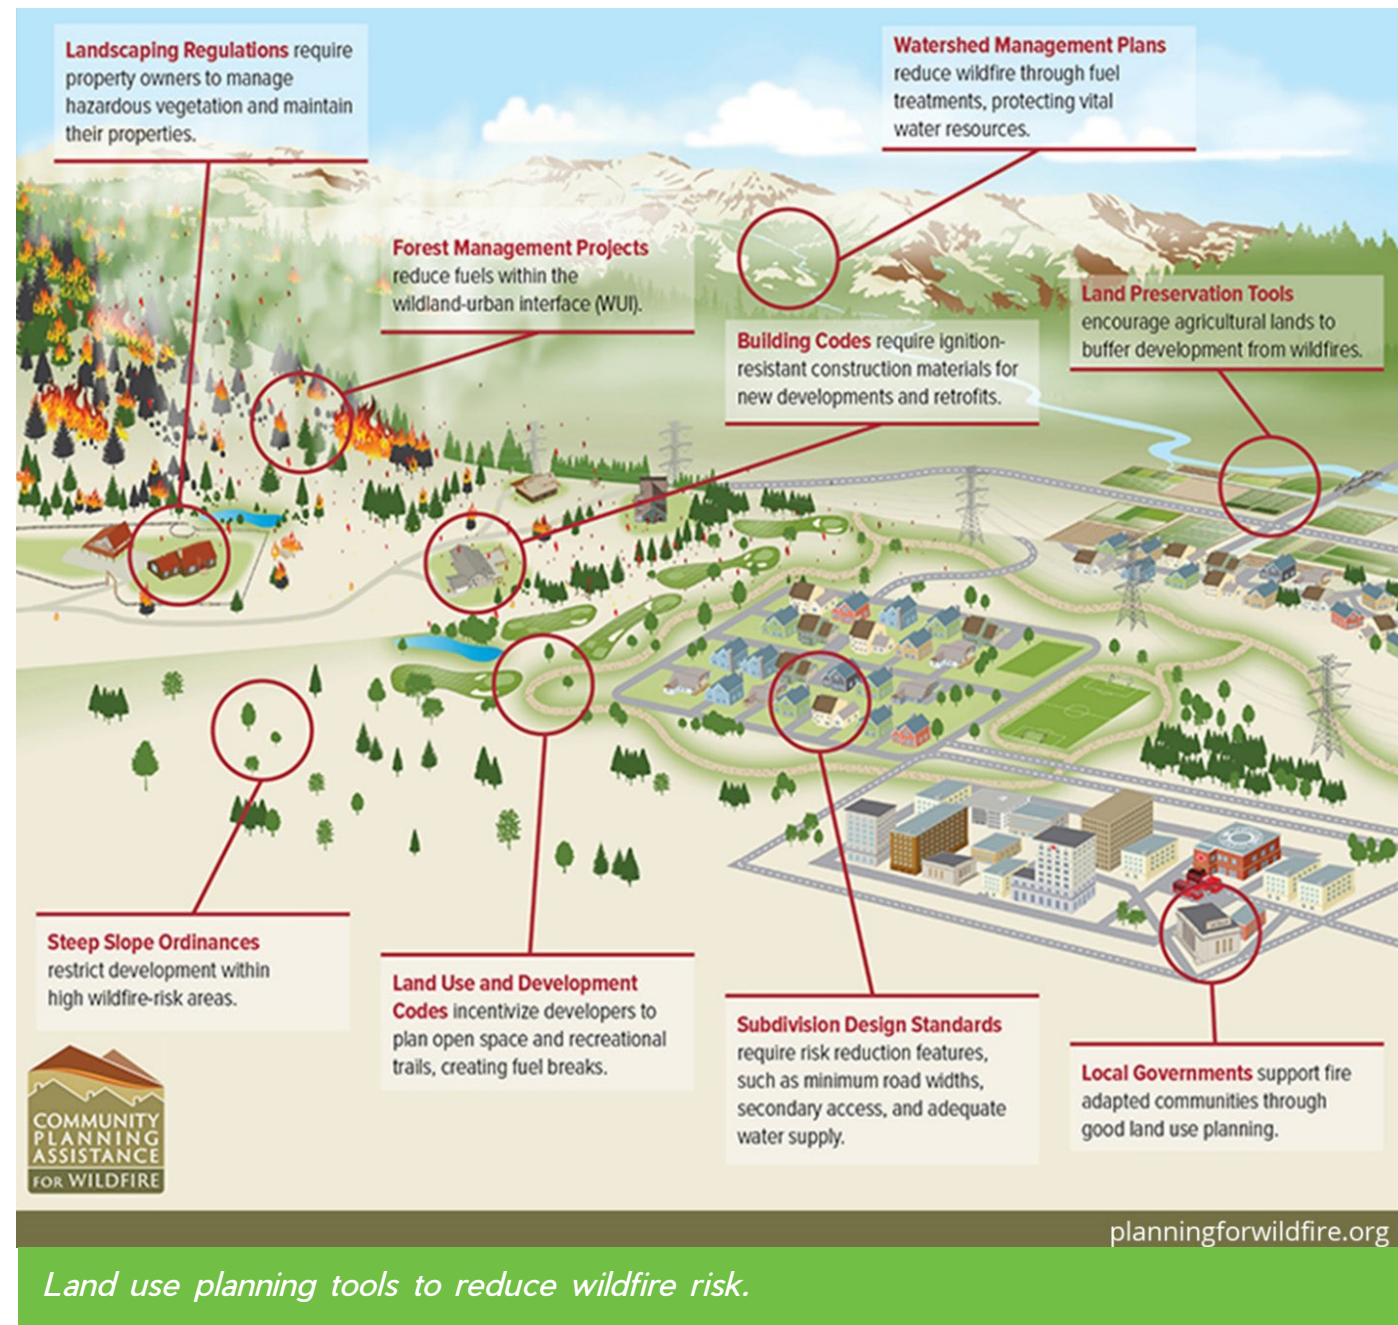 Landscaping Regulations require
property owners to manage
hazardous vegetation and maintain
their properties.
Watershed Management Plans
reduce wildfire through fuel
treatments, protecting vital
water resources.
Forest Management Projects
reduce fuels within the
wildland-urban interface (WUI).
Building Codes require ignition-
resistant construction materials for
new developments and retrofits.
Land Preservation Tools
encourage agricultural lands to
buffer development from wildfires.
Steep Slope Ordinances
restrict development within
high wildfire-risk areas.
Land Use and Development
Codes incentivize developers to
plan open space and recreational
trails, creating fuel breaks.
Subdivision Design Standards
require risk reduction features,
such as minimum road widths,
secondary access, and adequate
water supply.
Local Governments support fire
adapted communities through
good land use planning.
COMMUNITY
PLANNING
ASSISTANCE
FOR WILDFIRE
planningforwildfire.org
Land use planning tools to reduce wildfire risk.